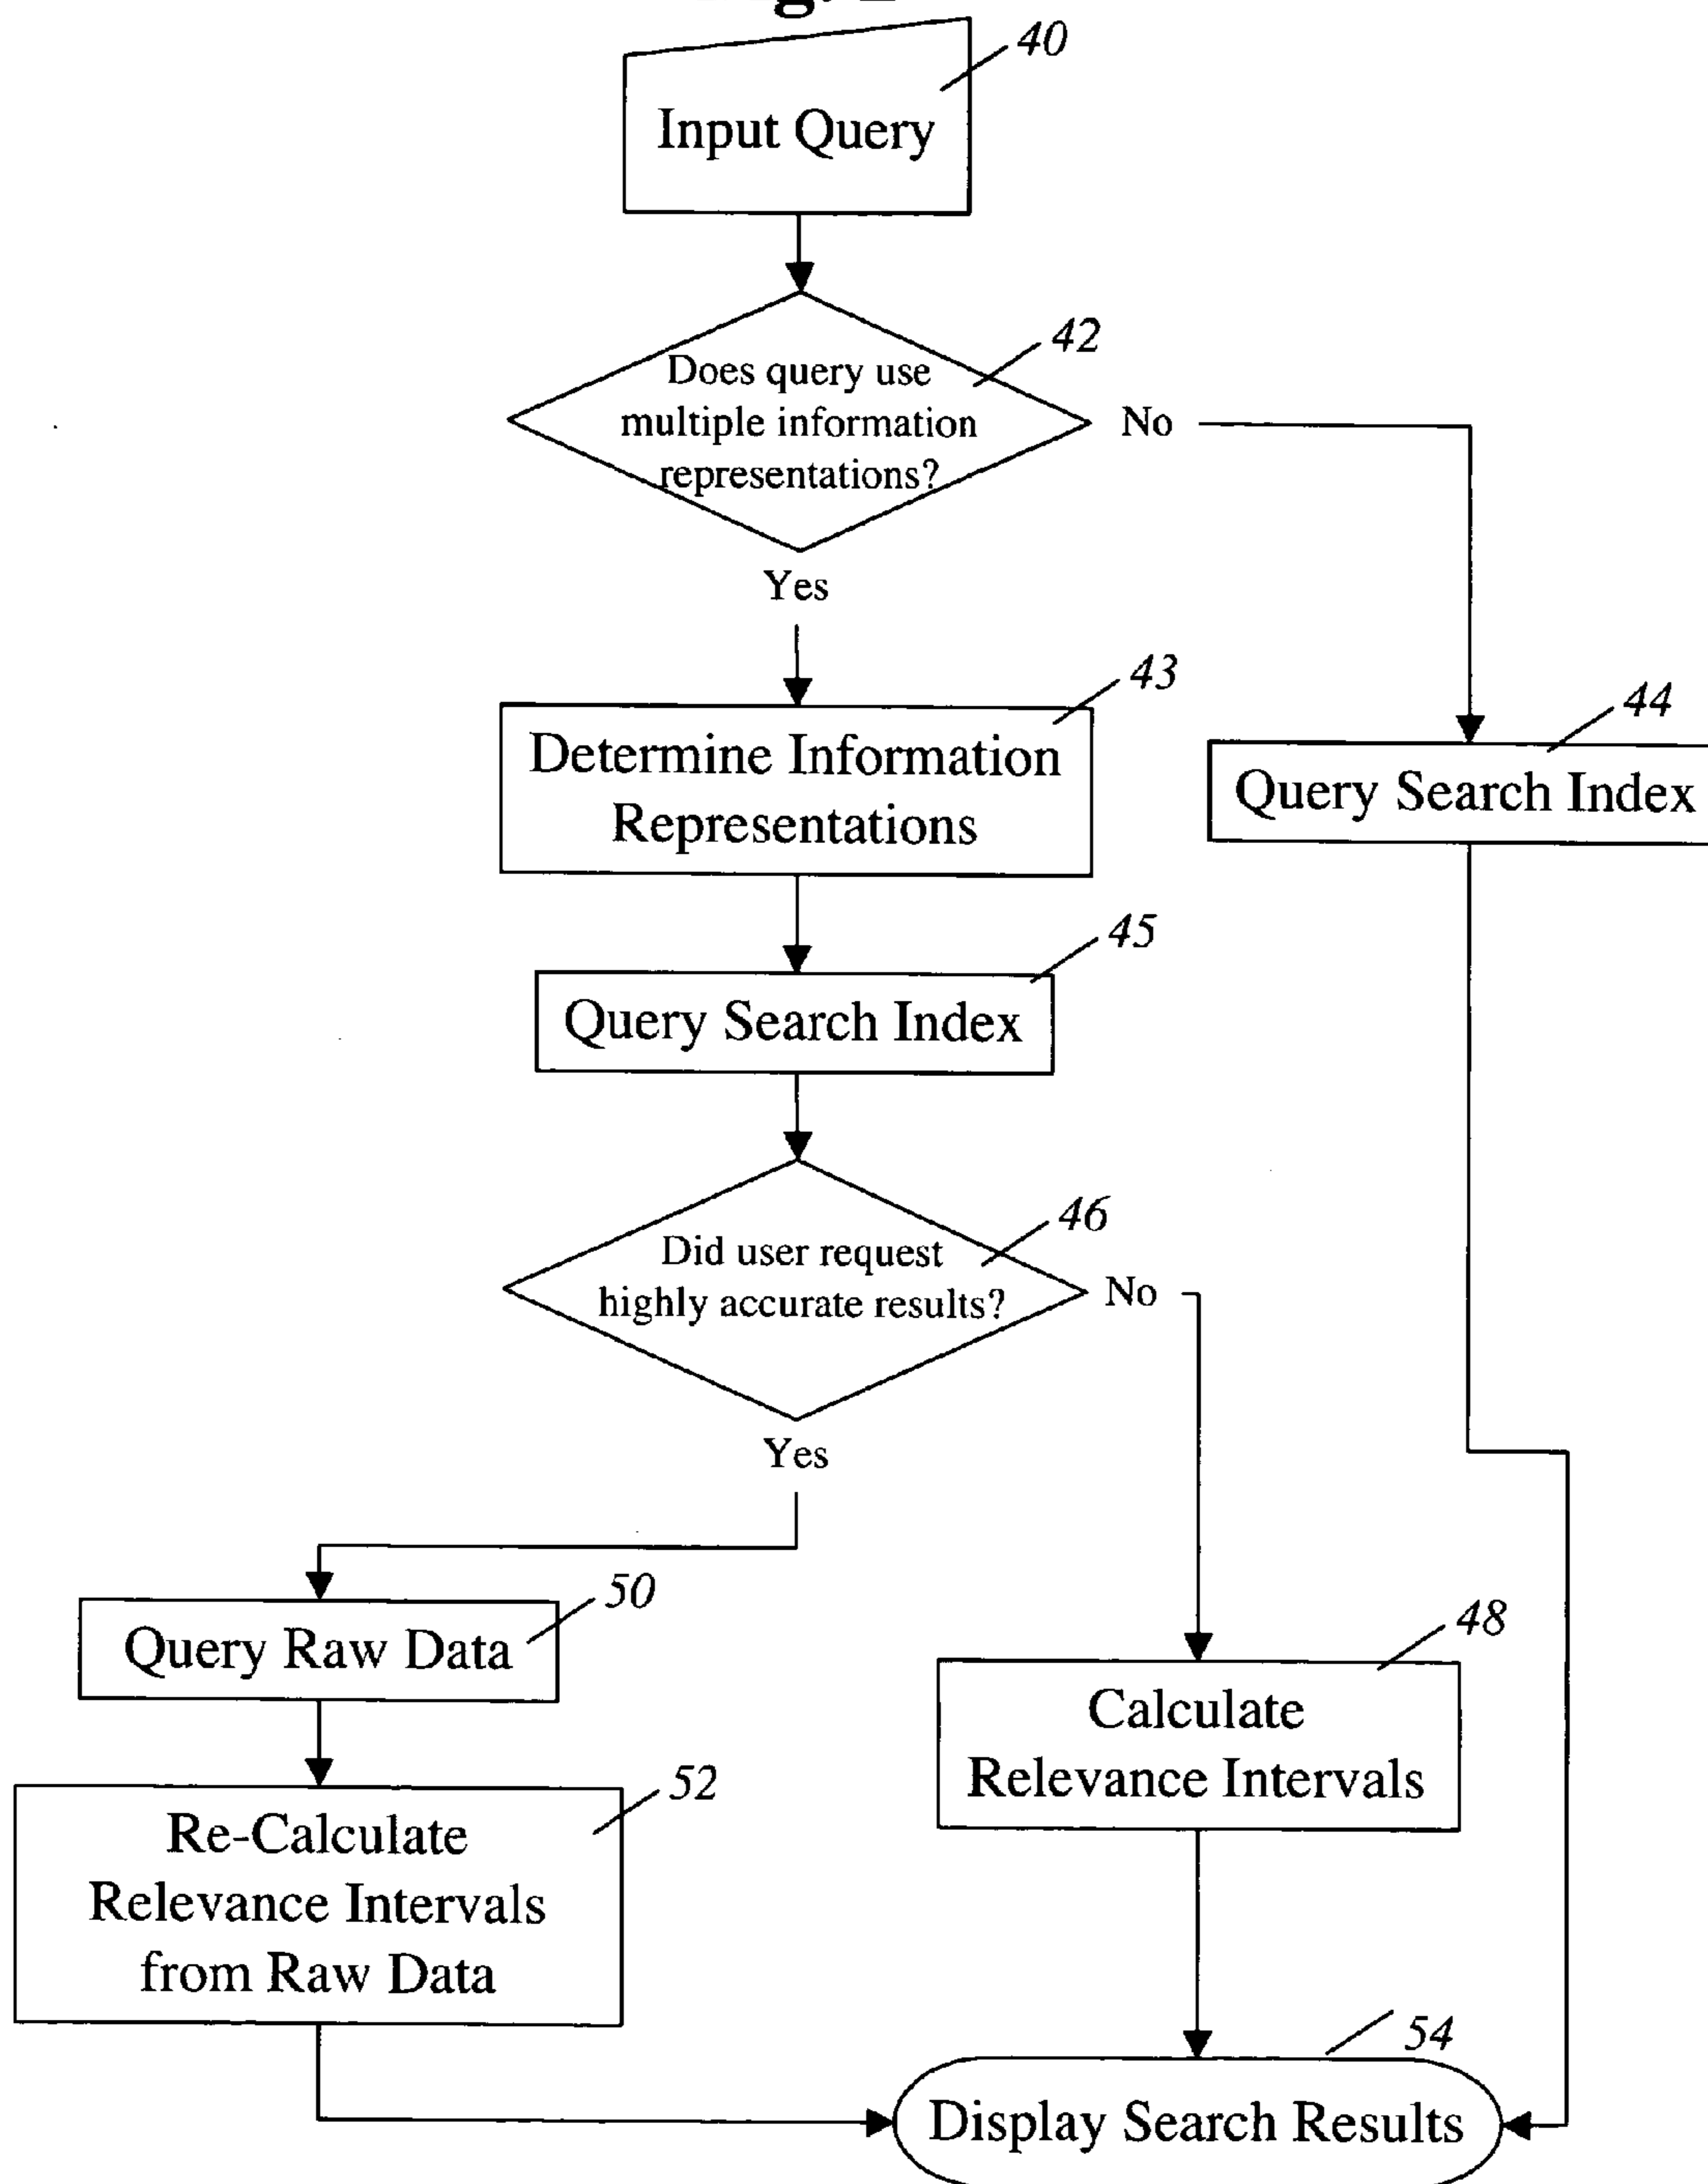 40
Input Query
42
Does query use
multiple information
representations?
No
Yes
43
Determine Information
Representations
44
Query Search Index
45
Query Search Index
46
Did user request
highly accurate results?
No
Yes
50
Query Raw Data
48
Calculate
Relevance Intervals
52
Re-Calculate
Relevance Intervals
from Raw Data
54
Display Search Results